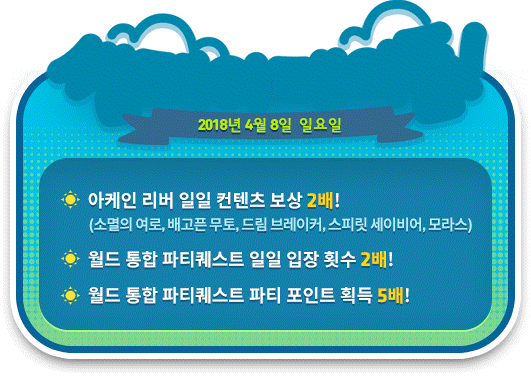 2018년 4월 8일 일요일
아케인 리버 일일 컨텐츠 보상 2배!
(소멸의 여로, 배고픈 무토, 드림 브레이커, 스피릿 세이비어, 모라스)
월드 통합 파티퀘스트 일일 입장 횟수 2배!
월드 통합 파티퀘스트 파티 포인트 획득 5배!